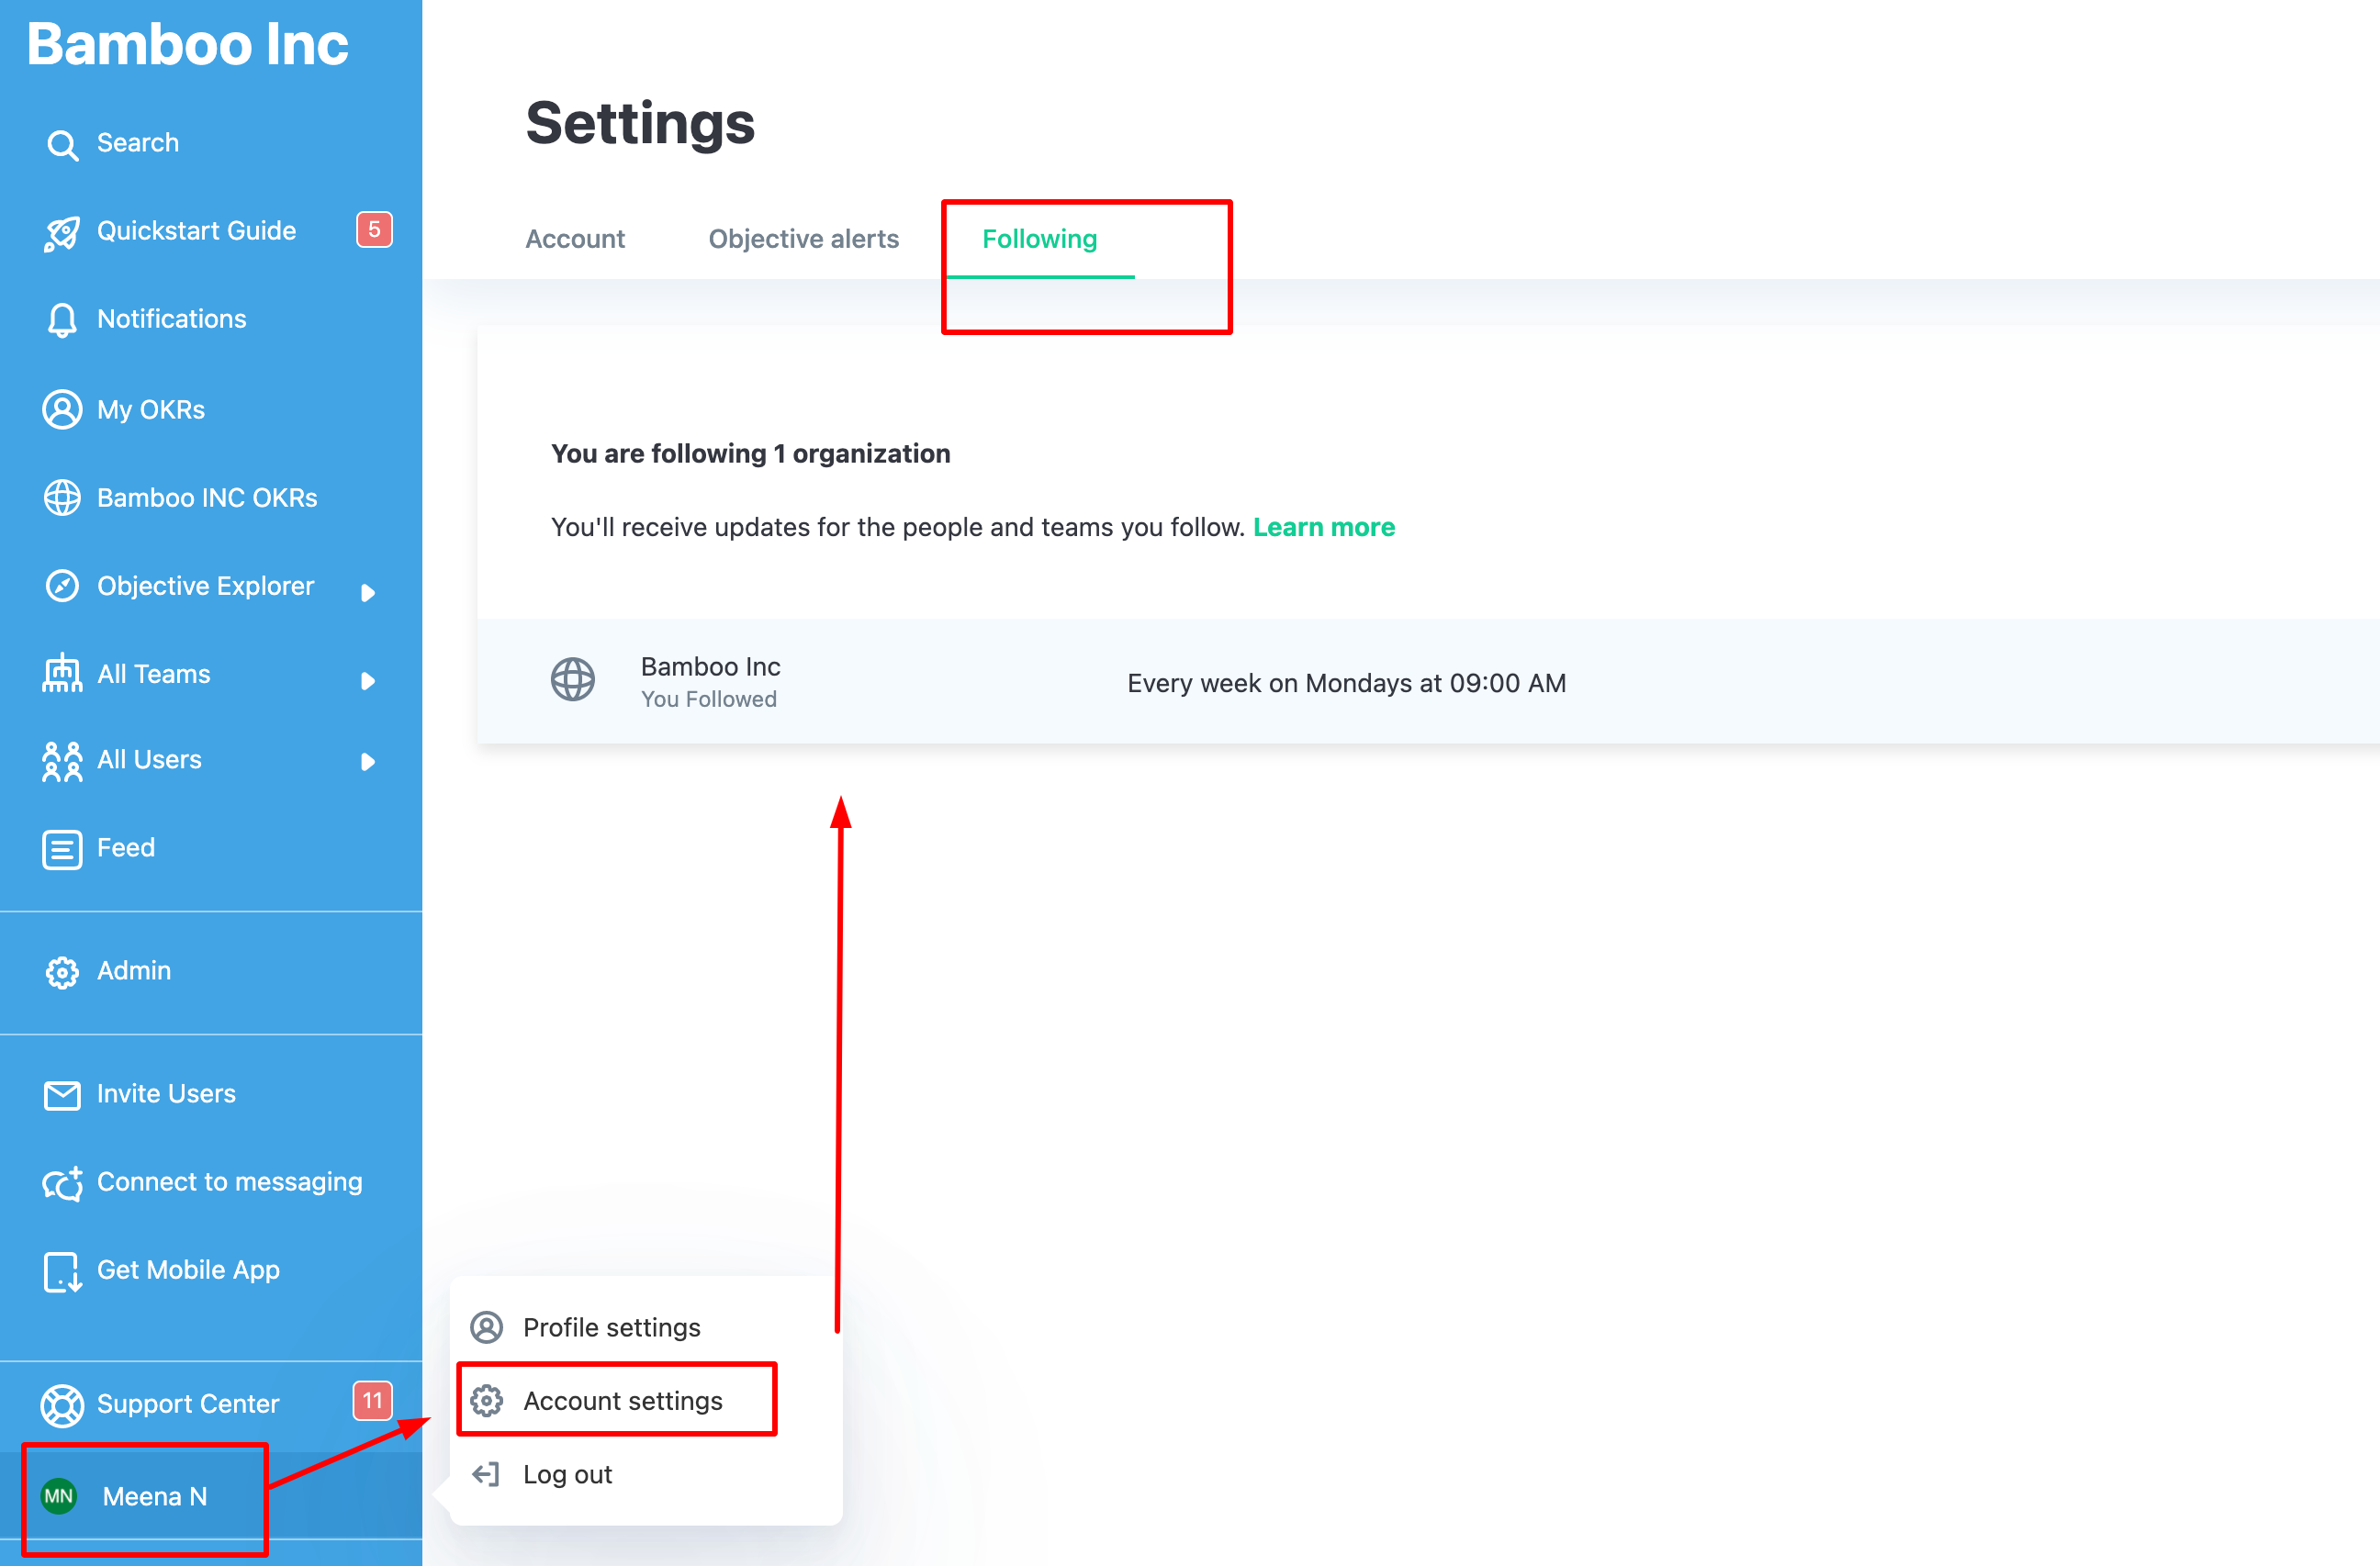 Bamboo Inc
Search
Quickstart Guide 5
Notifications
My OKRs
Bamboo INC OKRs
Objective Explorer
All Teams
All Users
Feed
Admin
Invite Users
Connect to messaging
Get Mobile App
Support Center 11
MN Meena N
Settings
Account Objective alerts Following
You are following 1 organization
You'll receive updates for the people and teams you follow. Learn more
Bamboo Inc
You Followed
Every week on Mondays at 09:00 AM
Profile settings
Account settings
Log out